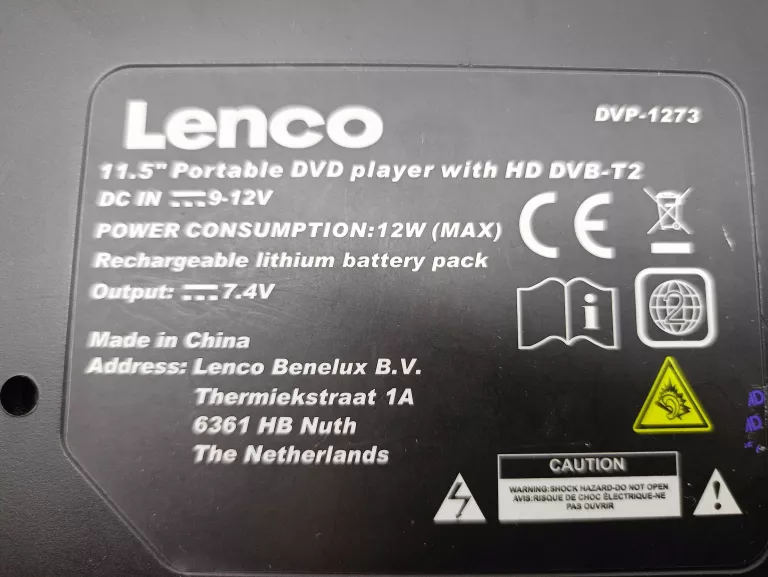 Lenco
DVP-1273
11.5" Portable DVD player with HD DVB-T2
DC IN ⎓ 9-12V
POWER CONSUMPTION:12W (MAX)
Rechargeable lithium battery pack
Output: ⎓ 7.4V
Made in China
Address: Lenco Benelux B.V.
Thermiekstraat 1A
6361 HB Nuth
The Netherlands
CE
i
2
CAUTION
WARNING:SHOCK HAZARD-DO NOT OPEN
AVIS:RISQUE DE CHOC ÉLECTRIQUE-NE
PAS OUVRIR
!